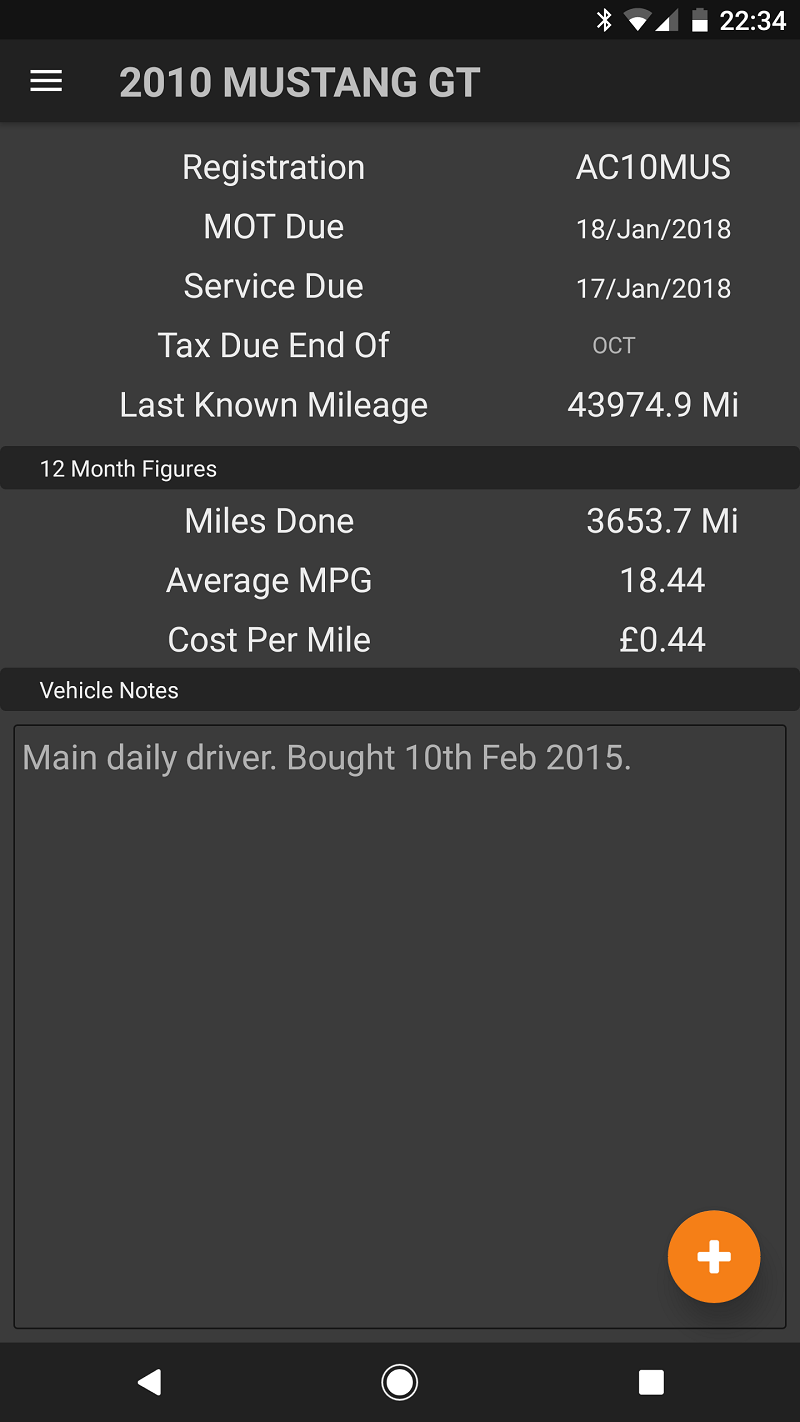 22:34
2010 MUSTANG GT
Registration AC10MUS
MOT Due 18/Jan/2018
Service Due 17/Jan/2018
Tax Due End Of OCT
Last Known Mileage 43974.9 Mi
12 Month Figures
Miles Done 3653.7 Mi
Average MPG 18.44
Cost Per Mile £0.44
Vehicle Notes
Main daily driver. Bought 10th Feb 2015.